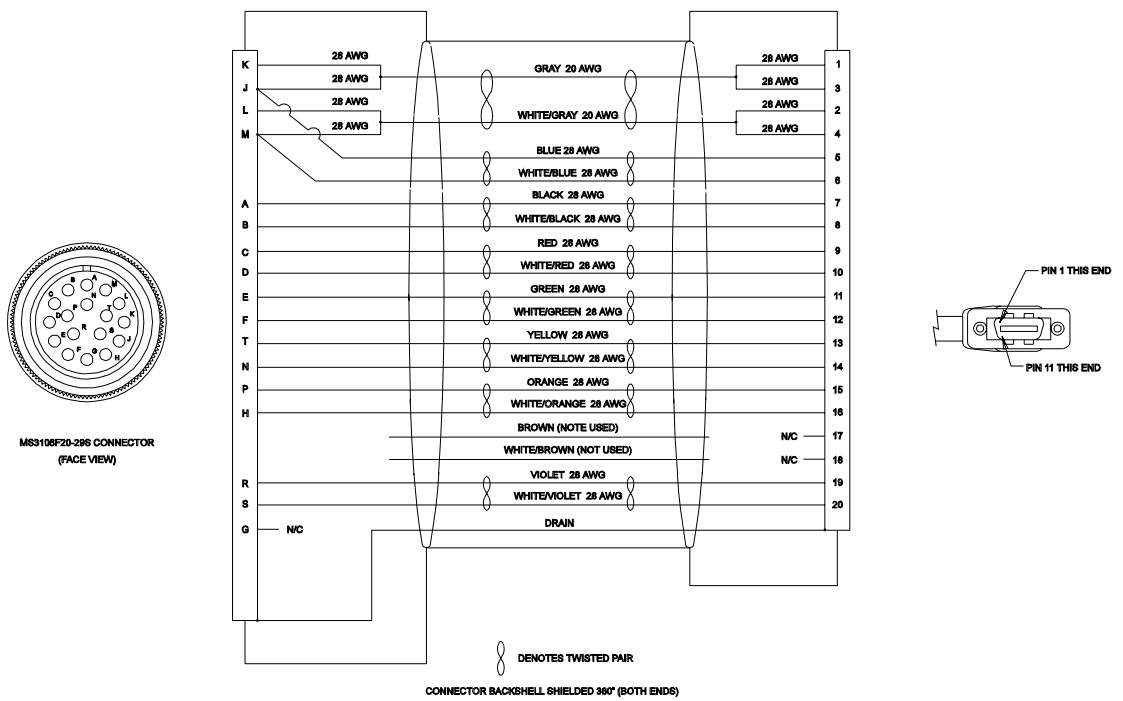 K 28 AWG GRAY 20 AWG 28 AWG 1
J 28 AWG 28 AWG 3
L 28 AWG WHITE/GRAY 20 AWG 28 AWG 2
M 28 AWG 28 AWG 4
BLUE 28 AWG 5
WHITE/BLUE 28 AWG 6
A BLACK 28 AWG 7
B WHITE/BLACK 28 AWG 8
C RED 28 AWG 9
D WHITE/RED 28 AWG 10
E GREEN 28 AWG 11
F WHITE/GREEN 28 AWG 12
T YELLOW 28 AWG 13
N WHITE/YELLOW 28 AWG 14
P ORANGE 28 AWG 15
H WHITE/ORANGE 28 AWG 16
BROWN (NOTE USED) N/C 17
WHITE/BROWN (NOT USED) N/C 18
R VIOLET 28 AWG 19
S WHITE/VIOLET 28 AWG 20
G N/C DRAIN
B A M
C P N T L
D K
E R S J
F G H
MS3106F20-29S CONNECTOR
(FACE VIEW)
PIN 1 THIS END
PIN 11 THIS END
DENOTES TWISTED PAIR
CONNECTOR BACKSHELL SHIELDED 360° (BOTH ENDS)